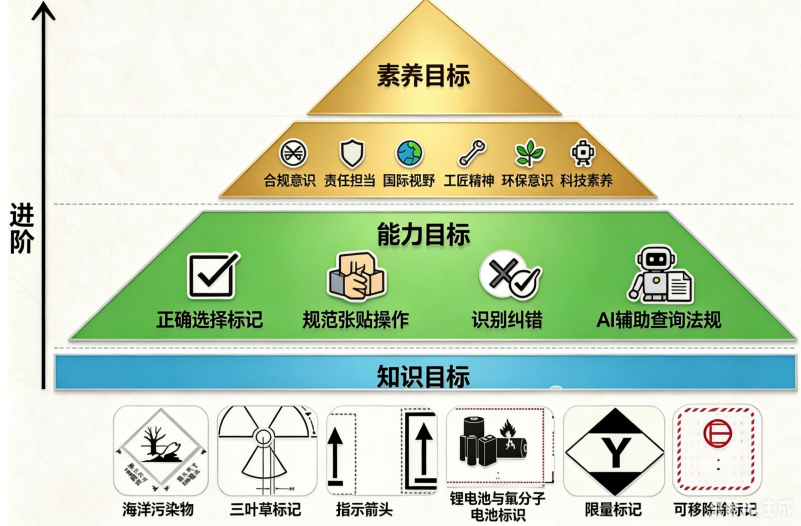 素养目标
合规意识 责任担当 国际视野 工匠精神 环保意识 科技素养
进阶
能力目标
正确选择标记 规范张贴操作 识别纠错 AI辅助查询法规
知识目标
Y
海洋污染物 三叶草标记 指示箭头 锂电池与氧分子 限量标记 可移除除标记
电池标识
生成